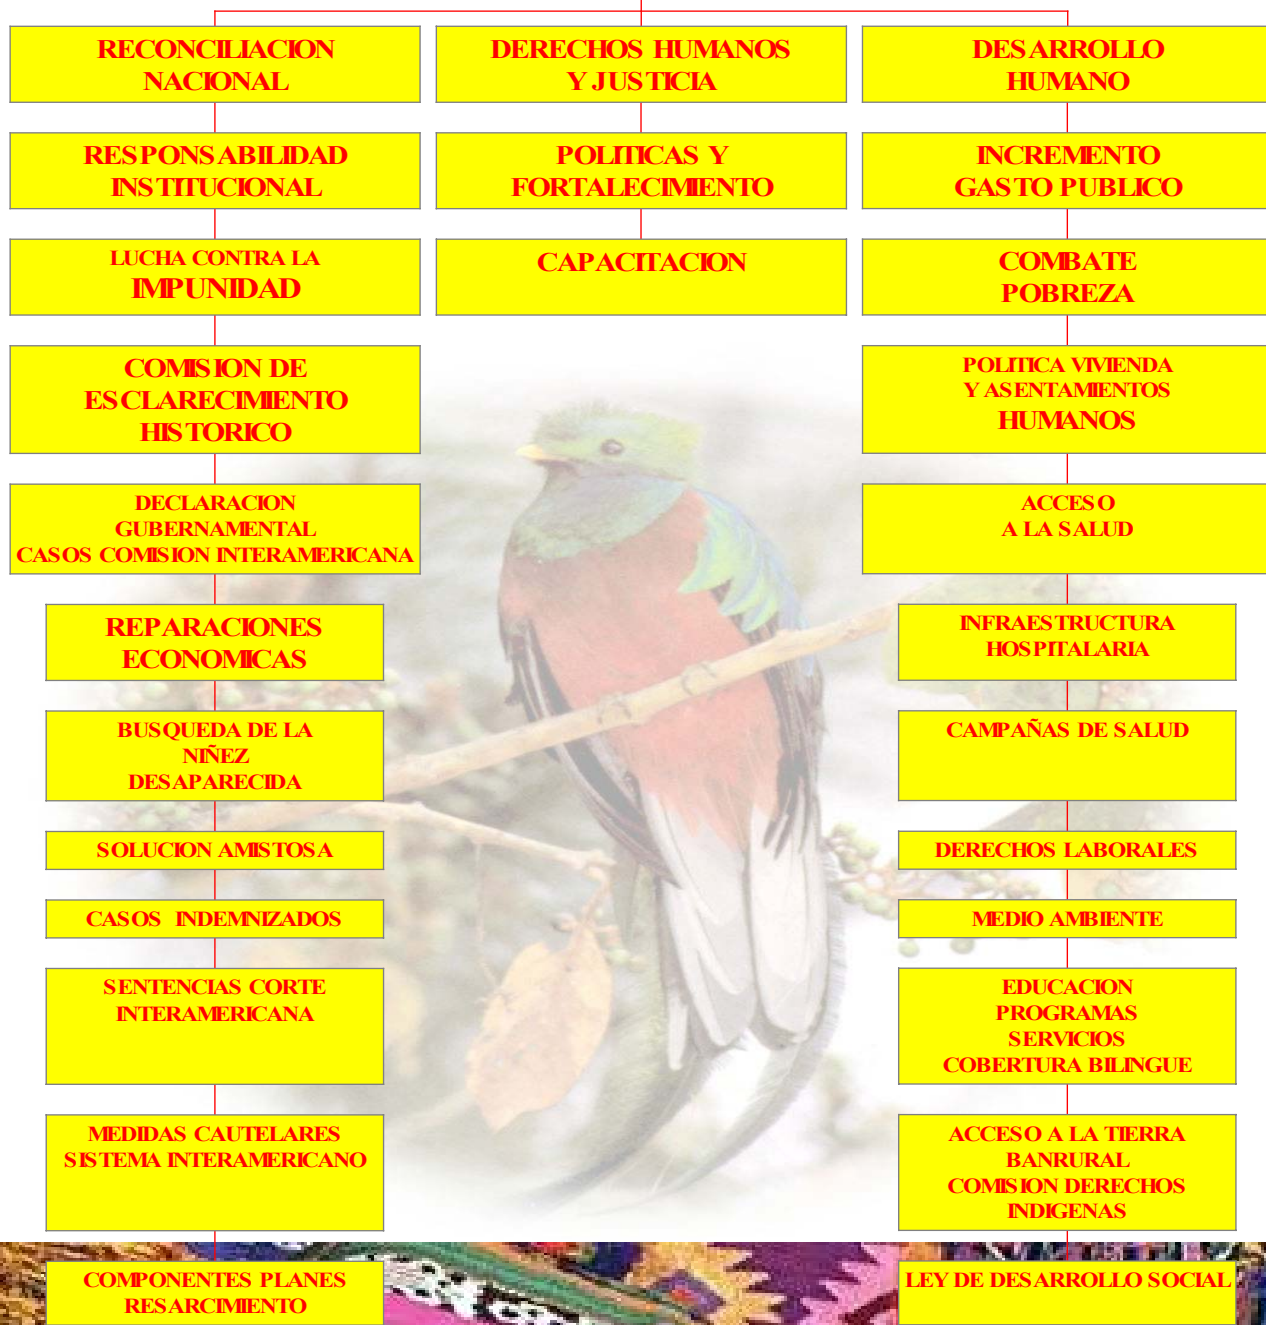 RECONCILIACION
NACIONAL
DERECHOS HUMANOS
Y JUSTICIA
DESARROLLO
HUMANO
RESPONSABILIDAD
INSTITUCIONAL
POLITICAS Y
FORTALECIMIENTO
INCREMENTO
GASTO PUBLICO
LUCHA CONTRA LA
IMPUNIDAD
CAPACITACION
COMBATE
POBREZA
COMISION DE
ESCLARECIMIENTO
HISTORICO
POLITICA VIVIENDA
Y ASENTAMIENTOS
HUMANOS
DECLARACION
GUBERNAMENTAL
CASOS COMISION INTERAMERICANA
ACCESO
A LA SALUD
REPARACIONES
ECONOMICAS
INFRAESTRUCTURA
HOSPITALARIA
BUSQUEDA DE LA
NIÑEZ
DESAPARECIDA
CAMPAÑAS DE SALUD
SOLUCION AMISTOSA
DERECHOS LABORALES
CASOS INDEMNIZADOS
MEDIO AMBIENTE
SENTENCIAS CORTE
INTERAMERICANA
EDUCACION
PROGRAMAS
SERVICIOS
COBERTURA BILINGUE
MEDIDAS CAUTELARES
SISTEMA INTERAMERICANO
ACCESO A LA TIERRA
BANRURAL
COMISION DERECHOS
INDIGENAS
COMPONENTES PLANES
RESARCIMIENTO
LEY DE DESARROLLO SOCIAL